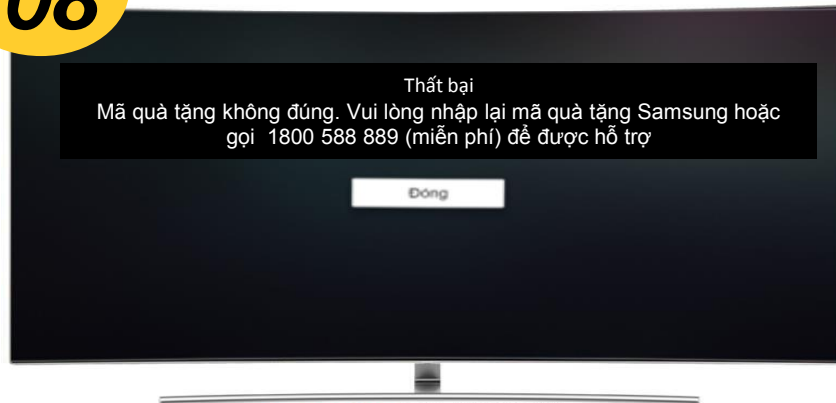 08
Thất bại
Mã quà tặng không đúng. Vui lòng nhập lại mã quà tặng Samsung hoặc
gọi 1800 588 889 (miễn phí) để được hỗ trợ
Đóng